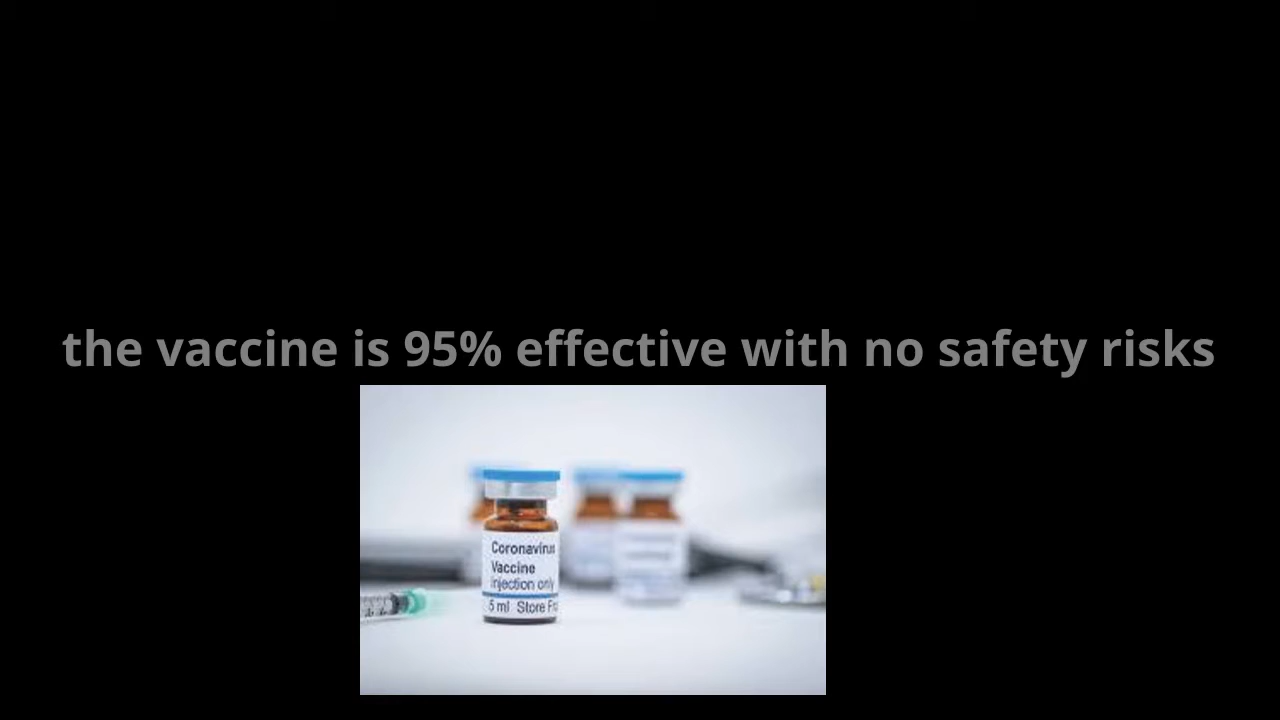 the vaccine is 95% effective with no safety risks
Coronavirus
Vaccine
Injection only
5 ml Store